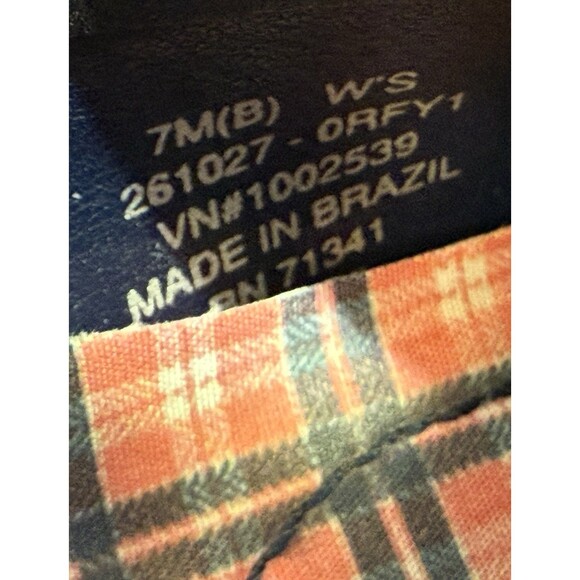 7M(B) W'S
261027 - 0RFY1
VN#1002539
MADE IN BRAZIL
RN 71341